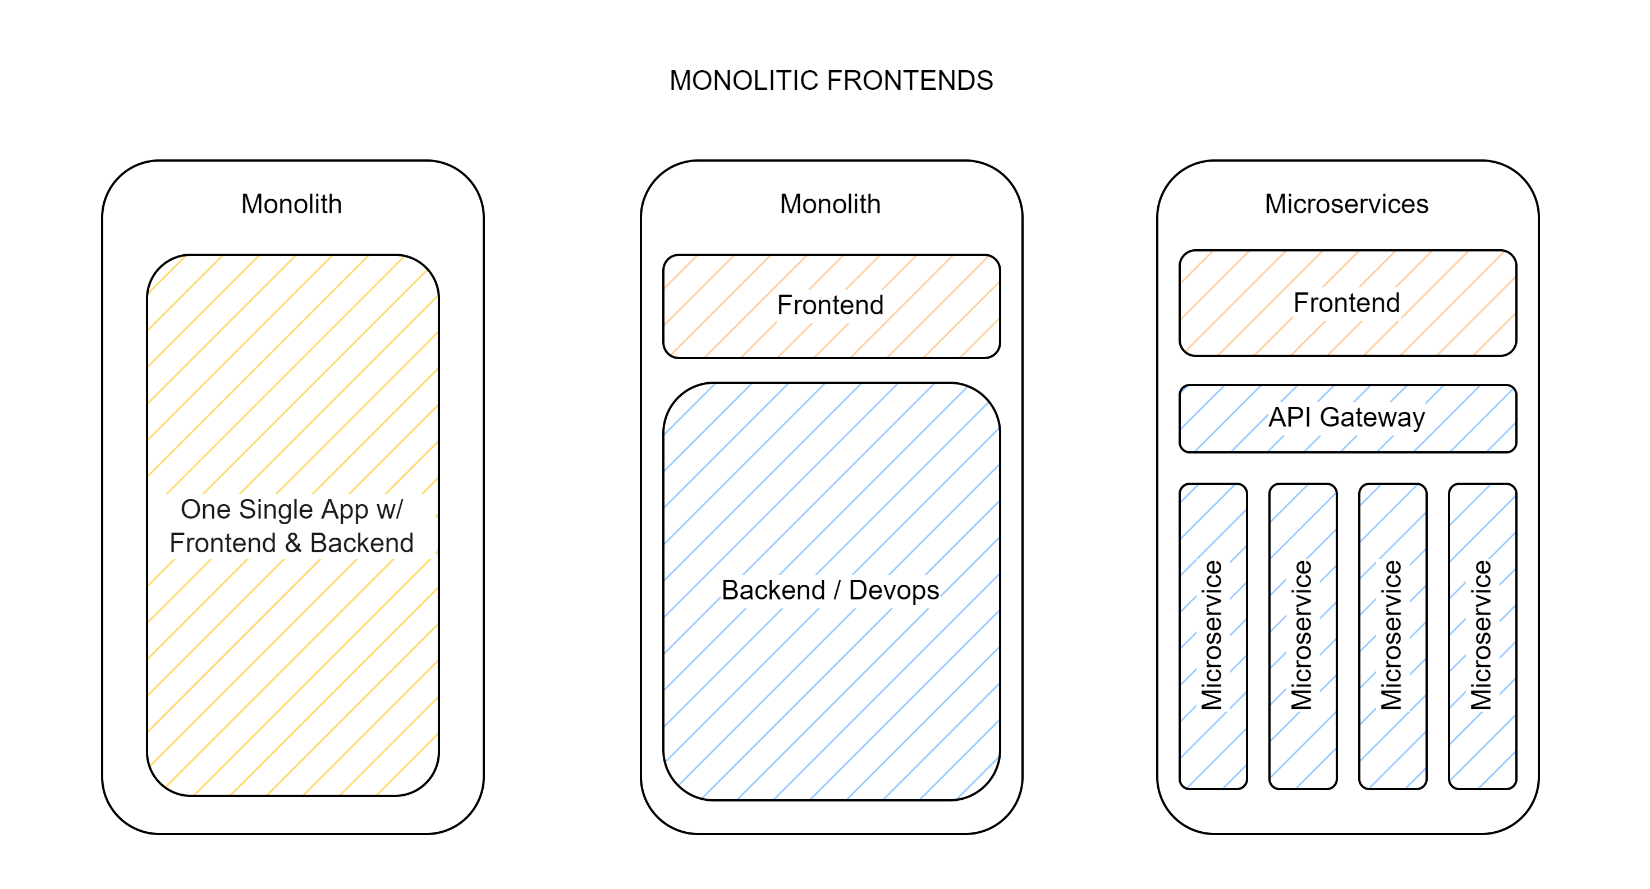 MONOLITIC FRONTENDS
Monolith
One Single App w/
Frontend & Backend
Monolith
Frontend
Backend / Devops
Microservices
Frontend
API Gateway
Microservice
Microservice
Microservice
Microservice